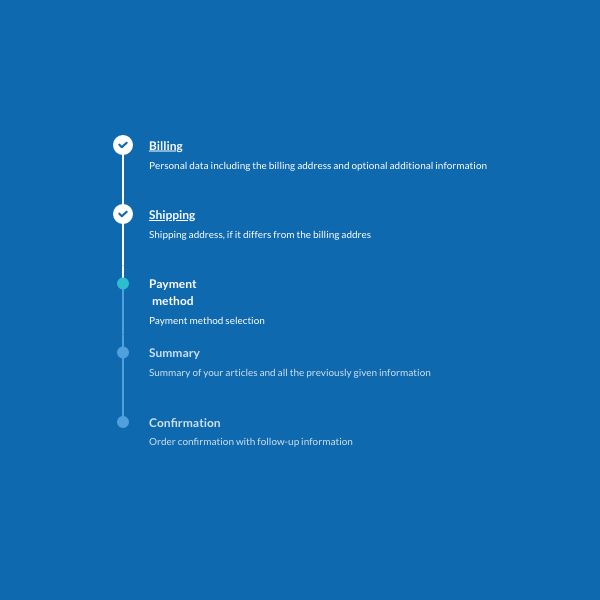 Billing
Personal data including the billing address and optional additional information
Shipping
Shipping address, if it differs from the billing addres
Payment
method
Payment method selection
Summary
Summary of your articles and all the previously given information
Confirmation
Order confirmation with follow-up information